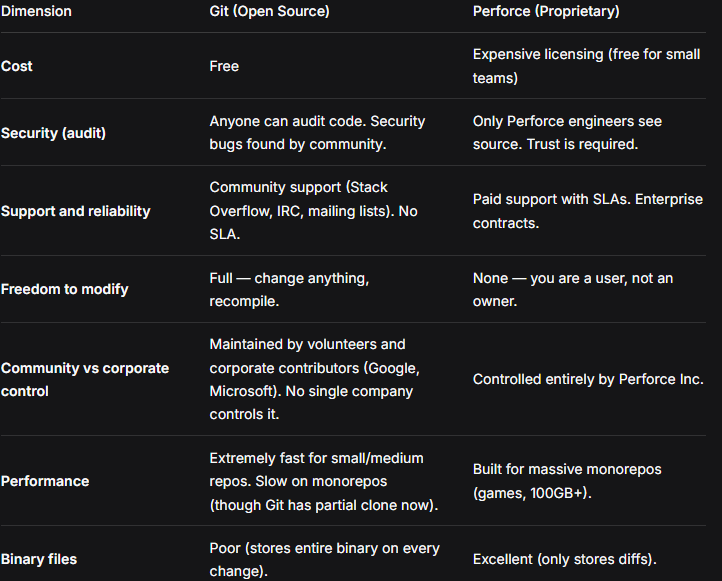 Dimension Git (Open Source) Perforce (Proprietary)
Cost Free Expensive licensing (free for small
teams)
Security (audit) Anyone can audit code. Security
bugs found by community. Only Perforce engineers see
source. Trust is required.
Support and reliability Community support (Stack
Overflow, IRC, mailing lists). No
SLA. Paid support with SLAs. Enterprise
contracts.
Freedom to modify Full — change anything,
recompile. None — you are a user, not an
owner.
Community vs corporate
control Maintained by volunteers and
corporate contributors (Google,
Microsoft). No single company
controls it. Controlled entirely by Perforce Inc.
Performance Extremely fast for small/medium
repos. Slow on monorepos
(though Git has partial clone now). Built for massive monorepos
(games, 100GB+).
Binary files Poor (stores entire binary on every
change). Excellent (only stores diffs).